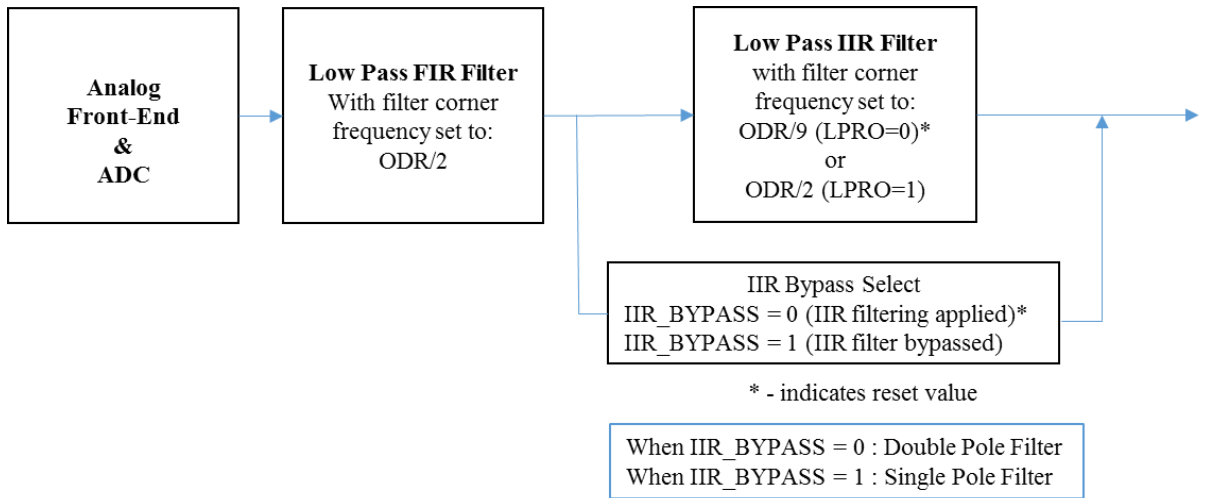 Analog
Front-End
&
ADC
Low Pass FIR Filter
With filter corner
frequency set to:
ODR/2
Low Pass IIR Filter
with filter corner
frequency set to:
ODR/9 (LPRO=0)*
or
ODR/2 (LPRO=1)
IIR Bypass Select
IIR_BYPASS = 0 (IIR filtering applied)*
IIR_BYPASS = 1 (IIR filter bypassed)
* - indicates reset value
When IIR_BYPASS = 0 : Double Pole Filter
When IIR_BYPASS = 1 : Single Pole Filter